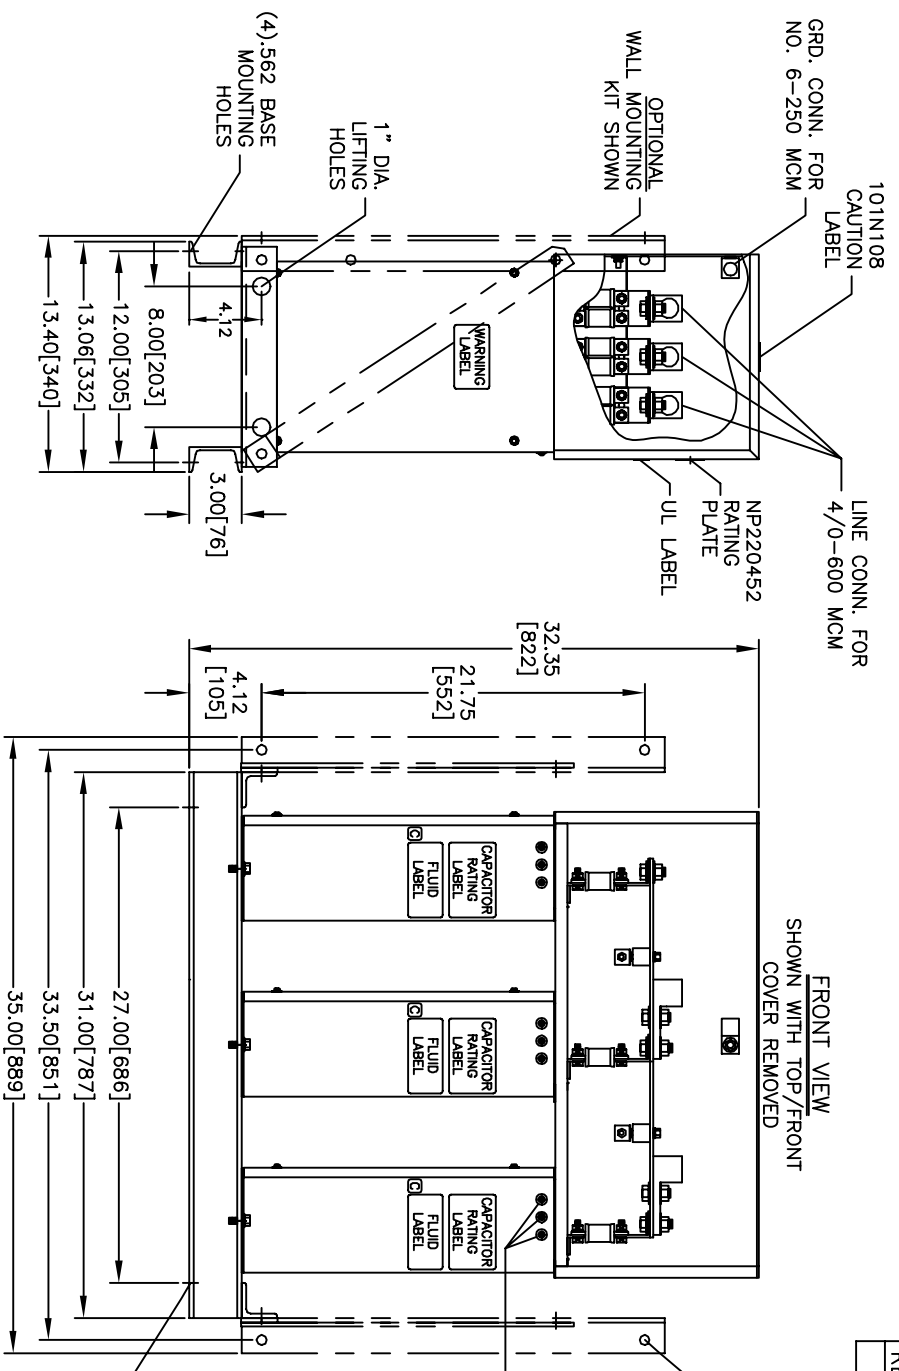 101N108
CAUTION
LABEL
GRD. CONN. FOR
NO. 6-250 MCM
OPTIONAL
WALL MOUNTING
KIT SHOWN
1" DIA.
LIFTING
HOLES
(4).562 BASE
MOUNTING
HOLES
LINE CONN. FOR
4/0-600 MCM
NP220452
RATING
PLATE
UL LABEL
WARNING
LABEL
4.12
8.00[203]
12.00[305]
13.06[332]
13.40[340]
3.00[76]
FRONT VIEW
SHOWN WITH TOP/FRONT
COVER REMOVED
32.35
[822]
21.75
[552]
4.12
[105]
CAPACITOR
RATING
LABEL
FLUID
LABEL
C
CAPACITOR
RATING
LABEL
FLUID
LABEL
C
CAPACITOR
RATING
LABEL
FLUID
LABEL
C
27.00[686]
31.00[787]
33.50[851]
35.00[889]